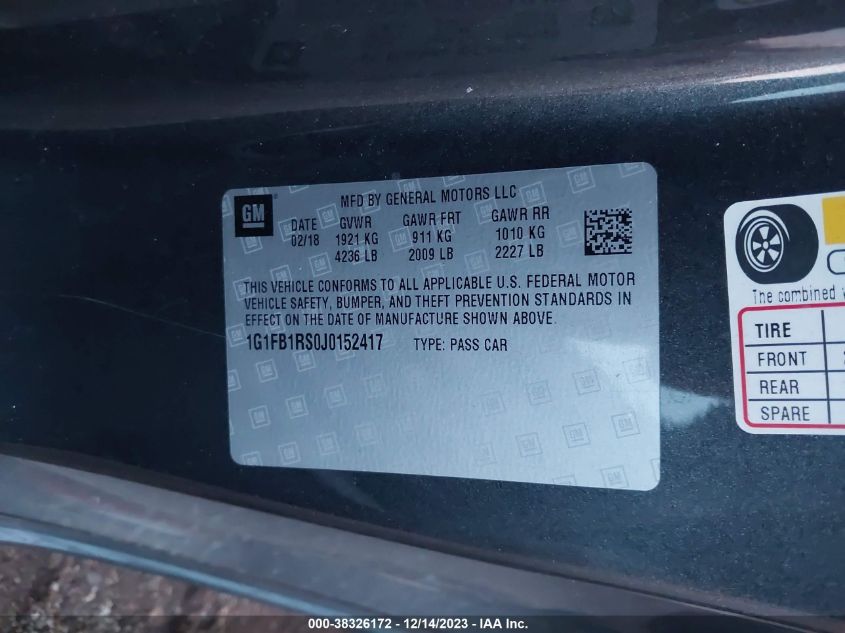 GM
MFD BY GENERAL MOTORS LLC
DATE GVWR GAWR FRT GAWR RR
02/18 1921 KG 911 KG 1010 KG
4236 LB 2009 LB 2227 LB
THIS VEHICLE CONFORMS TO ALL APPLICABLE U.S. FEDERAL MOTOR
VEHICLE SAFETY, BUMPER, AND THEFT PREVENTION STANDARDS IN
EFFECT ON THE DATE OF MANUFACTURE SHOWN ABOVE.
1G1FB1RS0J0152417 TYPE: PASS CAR
The combined
TIRE
FRONT
REAR
SPARE
000-38326172 - 12/14/2023 - IAA Inc.